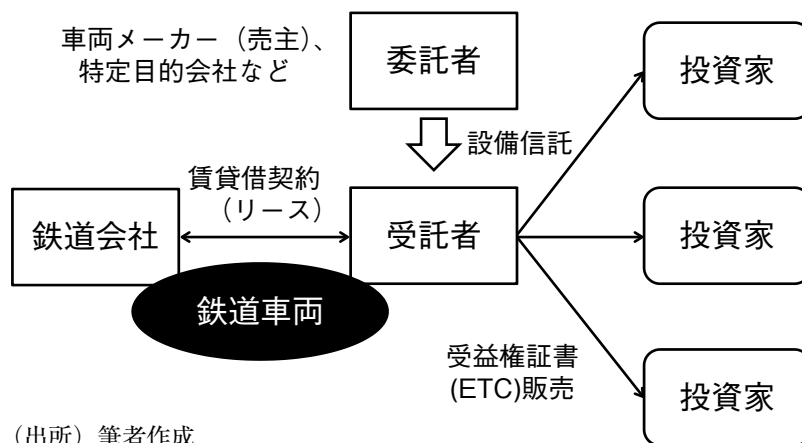 車両メーカー（売主）、
特定目的会社など
委託者
投資家
設備信託
賃貸借契約
（リース）
鉄道会社
受託者
投資家
鉄道車両
受益権証書
(ETC)販売
投資家
（出所）筆者作成